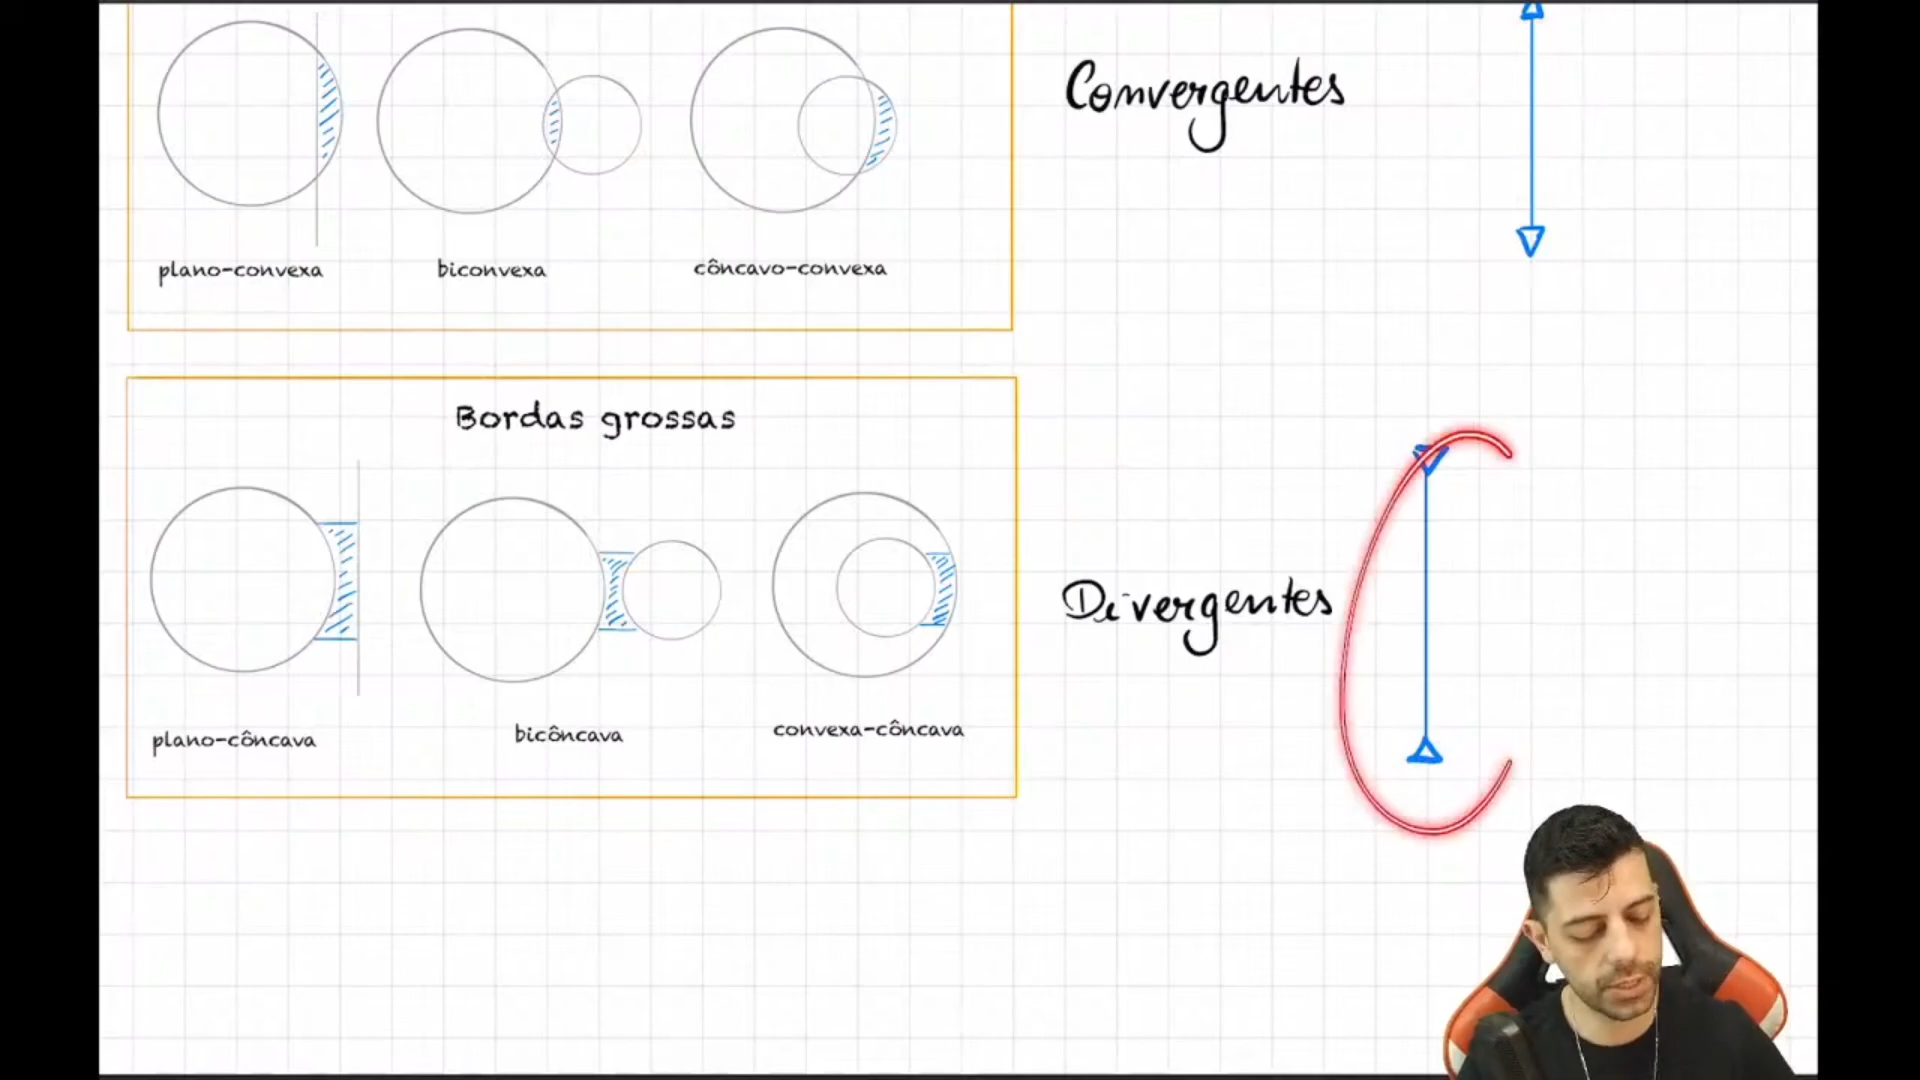 Convergentes
plano-convexa
biconvexa
côncavo-convexa
Bordas grossas
Divergentes
plano-côncava
bicôncava
convexa-côncava